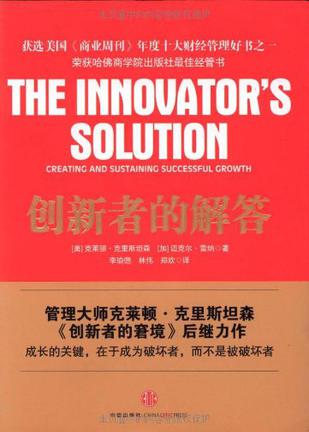 获选美国《商业周刊》年度十大财经管理好书之一
荣获哈佛商学院出版社最佳经管书
THE INNOVATOR'S
SOLUTION
CREATING AND SUSTAINING SUCCESSFUL GROWTH
创新者的解答
[美] 克莱顿·克里斯坦森 [加] 迈克尔·雷纳◎著
李瑜偲 林伟 郑欢◎译
管理大师克莱顿·克里斯坦森
《创新者的窘境》后继力作
成长的关键,在于成为破坏者,而不是被破坏者
中信出版社·CHINA CITIC PRESS